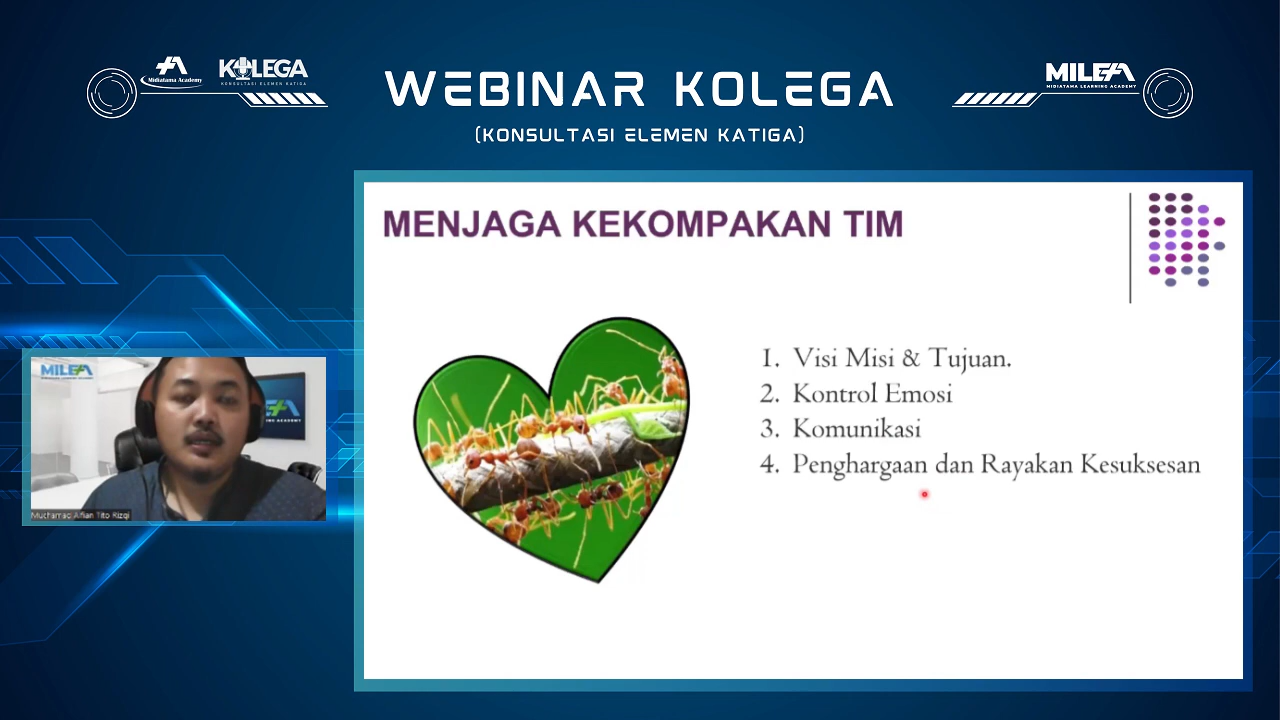 Midiatama Academy
KOLEGA
KONSULTASI ELEMEN KATIGA
WEBINAR KOLEGA
(KONSULTASI ELEMEN KATIGA)
MILEA
MIDIATAMA LEARNING ACADEMY
MENJAGA KEKOMPAKAN TIM
1. Visi Misi & Tujuan.
2. Kontrol Emosi
3. Komunikasi
4. Penghargaan dan Rayakan Kesuksesan
MILEA
Muchamad Alfian Tito Rizqi